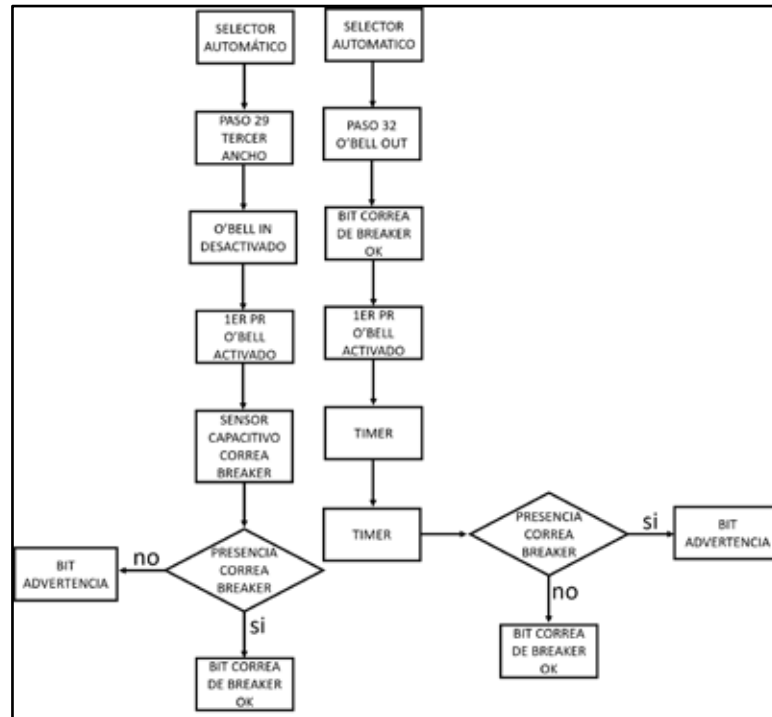 SELECTOR
AUTOMÁTICO
PASO 29
TERCER
ANCHO
O'BELL IN
DESACTIVADO
1ER PR
O'BELL
ACTIVADO
SENSOR
CAPACITIVO
CORREA
BREAKER
PRESENCIA
CORREA
BREAKER
no
BIT
ADVERTENCIA
si
BIT CORREA
DE BREAKER
OK
SELECTOR
AUTOMATICO
PASO 32
O'BELL OUT
BIT CORREA
DE BREAKER
OK
1ER PR
O'BELL
ACTIVADO
TIMER
TIMER
PRESENCIA
CORREA
BREAKER
si
BIT
ADVERTENCIA
no
BIT CORREA
DE BREAKER
OK